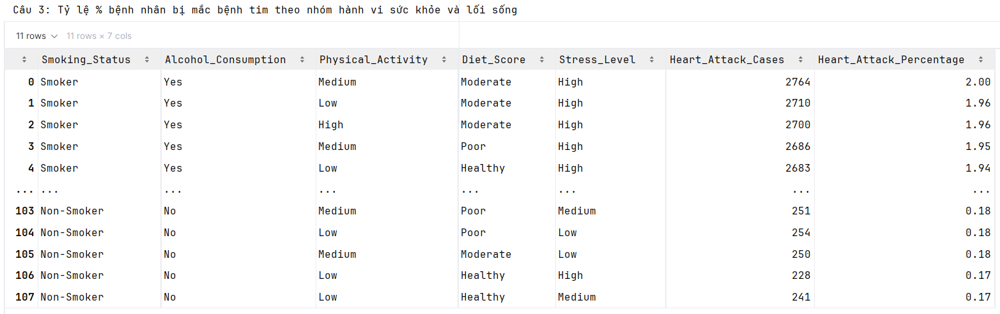 Câu 3: Tỷ lệ % bệnh nhân bị mắc bệnh tim theo nhóm hành vi sức khỏe và lối sống
11 rows 11 rows × 7 cols
Smoking_Status Alcohol_Consumption Physical_Activity Diet_Score Stress_Level Heart_Attack_Cases Heart_Attack_Percentage
0 Smoker Yes Medium Moderate High 2764 2.00
1 Smoker Yes Low Moderate High 2710 1.96
2 Smoker Yes High Moderate High 2700 1.96
3 Smoker Yes Medium Poor High 2686 1.95
4 Smoker Yes Low Healthy High 2683 1.94
... ... ... ... ... ... ... ...
103 Non-Smoker No Medium Poor Medium 251 0.18
104 Non-Smoker No Low Poor Low 254 0.18
105 Non-Smoker No Medium Moderate Low 250 0.18
106 Non-Smoker No Low Healthy High 228 0.17
107 Non-Smoker No Low Healthy Medium 241 0.17